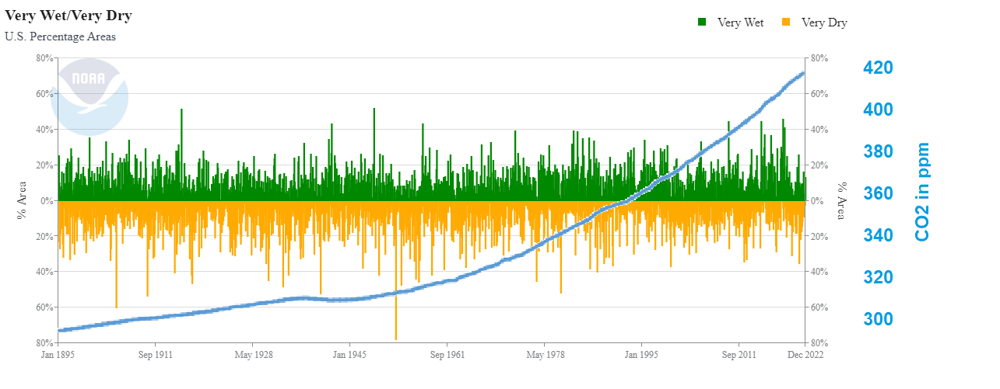 Very Wet/Very Dry
U.S. Percentage Areas
Very Wet
Very Dry
NOAA
80%
60%
40%
20%
0%
20%
40%
60%
80%
% Area
80%
60%
40%
20%
0%
20%
40%
60%
80%
% Area
420
400
380
360
340
320
300
CO2 in ppm
Jan 1895
Sep 1911
May 1928
Jan 1945
Sep 1961
May 1978
Jan 1995
Sep 2011
Dec 2022